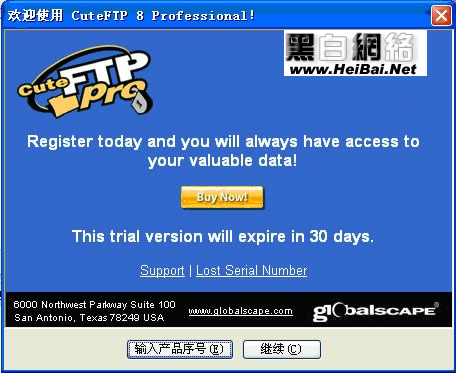 欢迎使用 CuteFTP 8 Professional!
黑白網络
www.HeiBai.Net
CuteFTP Pro
Register today and you will always have access to
your valuable data!
Buy Now!
This trial version will expire in 30 days.
Support | Lost Serial Number
6000 Northwest Parkway Suite 100
San Antonio, Texas 78249 USA
www.globalscape.com
globalSCAPE®
输入产品序号(E)
继续(C)